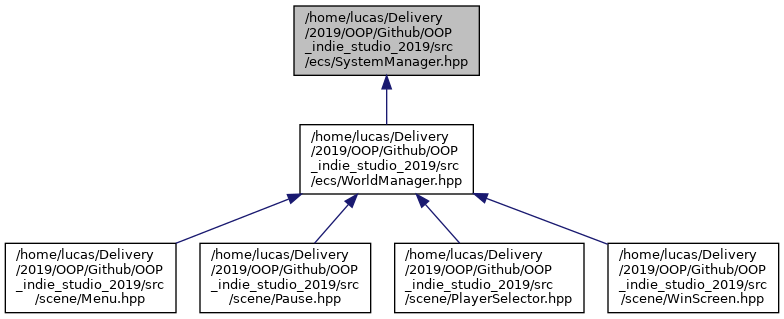 /home/lucas/Delivery
/2019/OOP/Github/OOP
_indie_studio_2019/src
/ecs/SystemManager.hpp
/home/lucas/Delivery
/2019/OOP/Github/OOP
_indie_studio_2019/src
/ecs/WorldManager.hpp
/home/lucas/Delivery
/2019/OOP/Github/OOP
_indie_studio_2019/src
/scene/Menu.hpp
/home/lucas/Delivery
/2019/OOP/Github/OOP
_indie_studio_2019/src
/scene/Pause.hpp
/home/lucas/Delivery
/2019/OOP/Github/OOP
_indie_studio_2019/src
/scene/PlayerSelector.hpp
/home/lucas/Delivery
/2019/OOP/Github/OOP
_indie_studio_2019/src
/scene/WinScreen.hpp